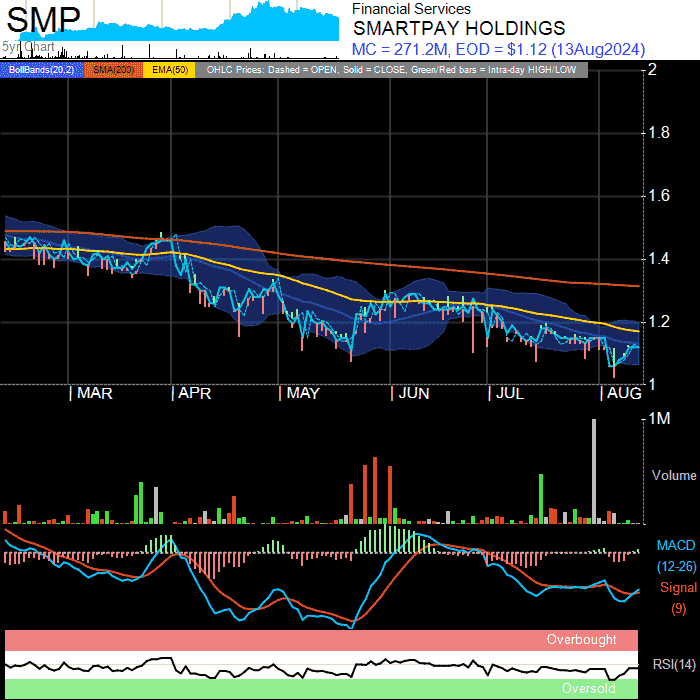 SMP
Financial Services
SMARTPAY HOLDINGS
5yr Chart
MC = 271.2M, EOD = $1.12 (13Aug2024)
BollBands(20,2) SMA(200) EMA(50) OHLC Prices: Dashed = OPEN, Solid = CLOSE, Green/Red bars = Intra-day HIGH/LOW
2
1.8
1.6
1.4
1.2
1
| MAR | APR | MAY | JUN | JUL | AUG
1M
Volume
MACD
(12-26)
Signal
(9)
Overbought
RSI(14)
Oversold